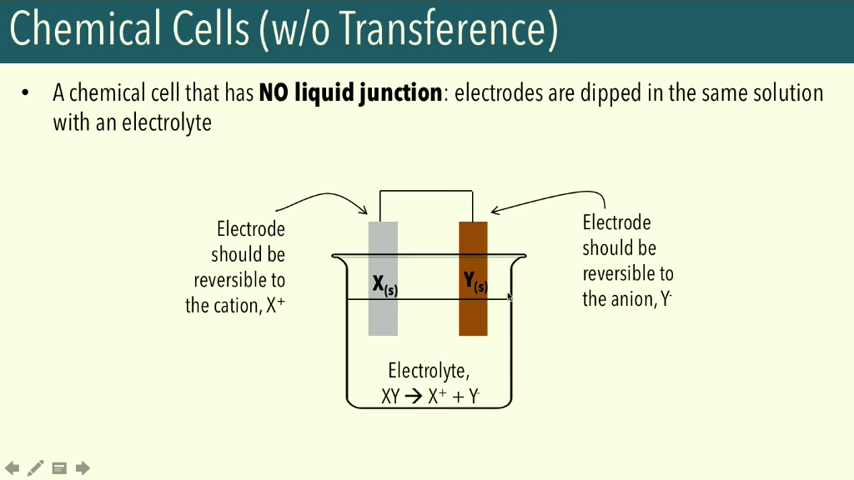 Chemical Cells (w/o Transference)
• A chemical cell that has NO liquid junction: electrodes are dipped in the same solution
with an electrolyte
Electrode
should be
reversible to
the cation, X⁺
Electrode
should be
reversible to
the anion, Y⁻
X(s)
Y(s)
Electrolyte,
XY → X⁺ + Y⁻